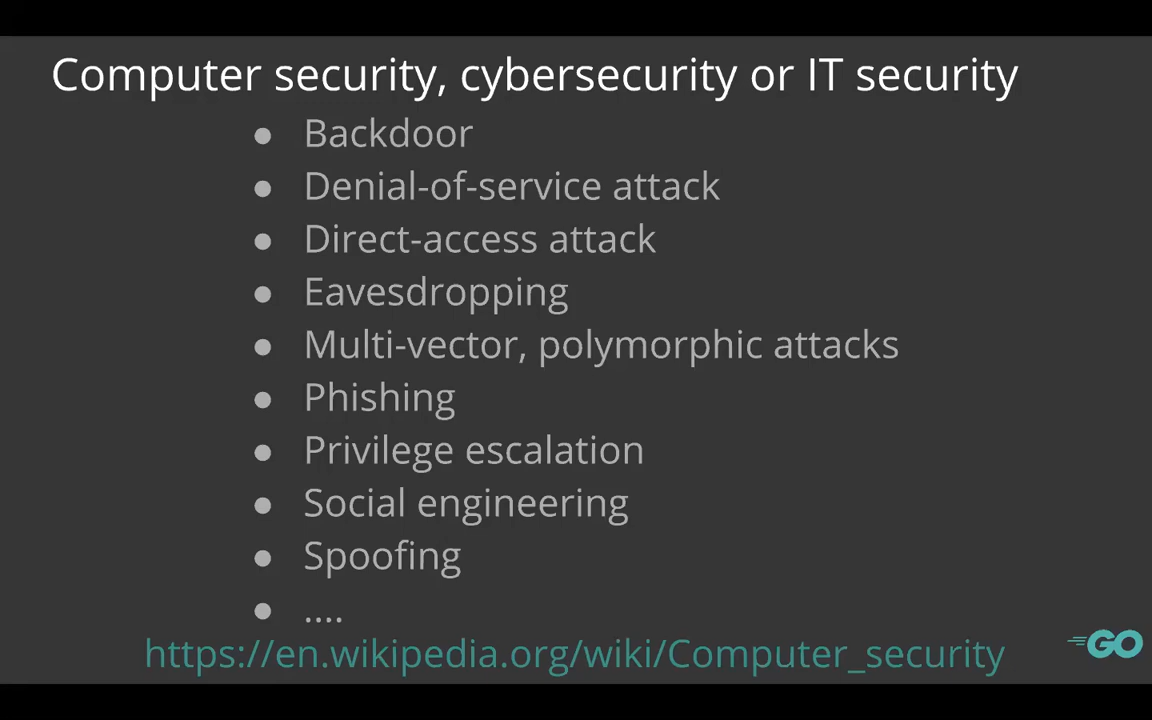 Computer security, cybersecurity or IT security
● Backdoor
● Denial-of-service attack
● Direct-access attack
● Eavesdropping
● Multi-vector, polymorphic attacks
● Phishing
● Privilege escalation
● Social engineering
● Spoofing
● ....
https://en.wikipedia.org/wiki/Computer_security
GO